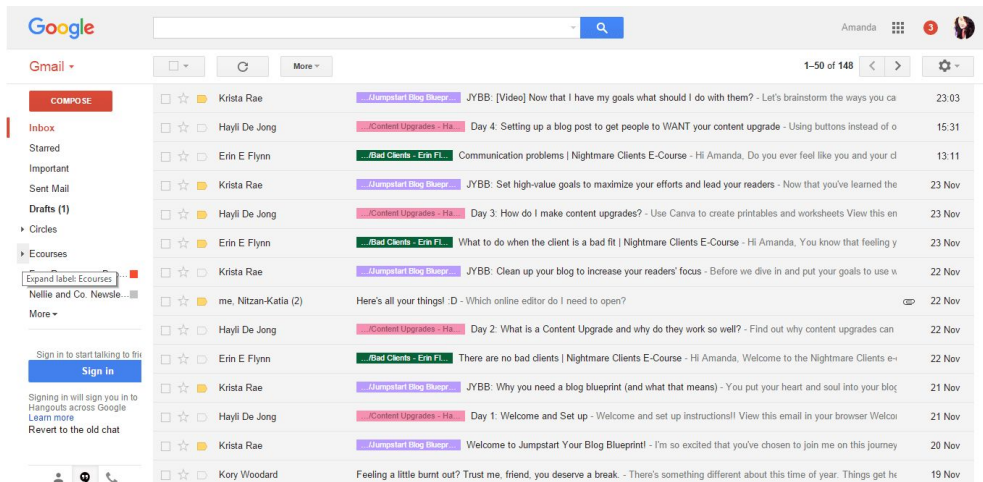 Google
Amanda
3
Gmail
More
1–50 of 148
COMPOSE
Inbox
Starred
Important
Sent Mail
Drafts (1)
Circles
Ecourses
Expand label: Ecourses
Nellie and Co. Newsle...
More
Sign in to start talking to frie
Sign in
Signing in will sign you in to
Hangouts across Google
Learn more
Revert to the old chat
Krista Rae .../Jumpstart Blog Bluepr... JYBB: [Video] Now that I have my goals what should I do with them? - Let's brainstorm the ways you ca 23:03
Hayli De Jong .../Content Upgrades - Ha... Day 4: Setting up a blog post to get people to WANT your content upgrade - Using buttons instead of o 15:31
Erin E Flynn .../Bad Clients - Erin Fl... Communication problems | Nightmare Clients E-Course - Hi Amanda, Do you ever feel like you and your cl 13:11
Krista Rae .../Jumpstart Blog Bluepr... JYBB: Set high-value goals to maximize your efforts and lead your readers - Now that you've learned the 23 Nov
Hayli De Jong .../Content Upgrades - Ha... Day 3: How do I make content upgrades? - Use Canva to create printables and worksheets View this en 23 Nov
Erin E Flynn .../Bad Clients - Erin Fl... What to do when the client is a bad fit | Nightmare Clients E-Course - Hi Amanda, You know that feeling y 23 Nov
Krista Rae .../Jumpstart Blog Bluepr... JYBB: Clean up your blog to increase your readers' focus - Before we dive in and put your goals to use w 22 Nov
me, Nitzan-Katia (2) Here's all your things! :D - Which online editor do I need to open? 22 Nov
Hayli De Jong .../Content Upgrades - Ha... Day 2: What is a Content Upgrade and why do they work so well? - Find out why content upgrades can 22 Nov
Erin E Flynn .../Bad Clients - Erin Fl... There are no bad clients | Nightmare Clients E-Course - Hi Amanda, Welcome to the Nightmare Clients e- 22 Nov
Krista Rae .../Jumpstart Blog Bluepr... JYBB: Why you need a blog blueprint (and what that means) - You put your heart and soul into your blog 21 Nov
Hayli De Jong .../Content Upgrades - Ha... Day 1: Welcome and Set up - Welcome and set up instructions!! View this email in your browser Welco 21 Nov
Krista Rae .../Jumpstart Blog Bluepr... Welcome to Jumpstart Your Blog Blueprint! - I'm so excited that you've chosen to join me on this journey 20 Nov
Kory Woodard Feeling a little burnt out? Trust me, friend, you deserve a break. - There's something different about this time of year. Things get he 19 Nov